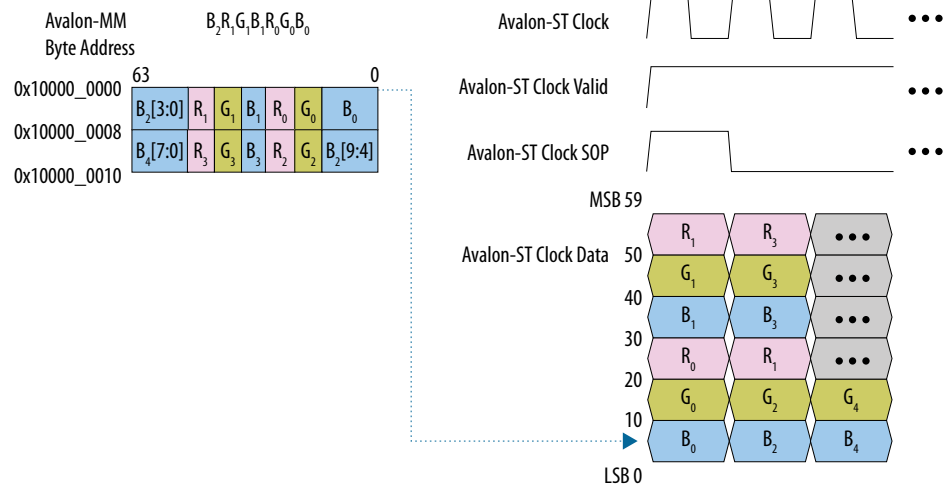 Avalon-MM
Byte Address
B₂R₁G₁B₁R₀G₀B₀
63 0
0x10000_0000
B₂[3:0] R₁ G₁ B₁ R₀ G₀ B₀
0x10000_0008
B₄[7:0] R₃ G₃ B₃ R₂ G₂ B₂[9:4]
0x10000_0010
Avalon-ST Clock •••
Avalon-ST Clock Valid •••
Avalon-ST Clock SOP •••
MSB 59
Avalon-ST Clock Data
R₁ R₃ •••
50
G₁ G₃ •••
40
B₁ B₃ •••
30
R₀ R₁ •••
20
G₀ G₂ G₄
10
B₀ B₂ B₄
LSB 0